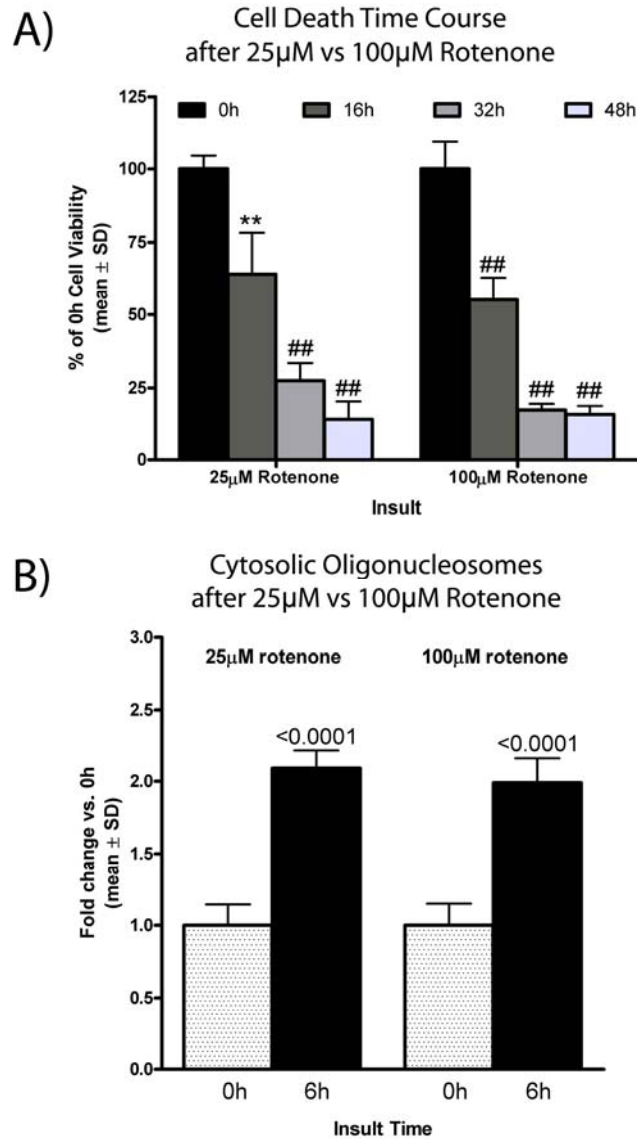 A)
Cell Death Time Course
after 25µM vs 100µM Rotenone
125
100
75
50
25
0
% of 0h Cell Viability
(mean ± SD)
0h 16h 32h 48h
**
##
##
##
##
##
25µM Rotenone 100µM Rotenone
Insult
B)
Cytosolic Oligonucleosomes
after 25µM vs 100µM Rotenone
3.0
2.5
2.0
1.5
1.0
0.5
0.0
Fold change vs. 0h
(mean ± SD)
25µM rotenone 100µM rotenone
<0.0001 <0.0001
0h 6h 0h 6h
Insult Time